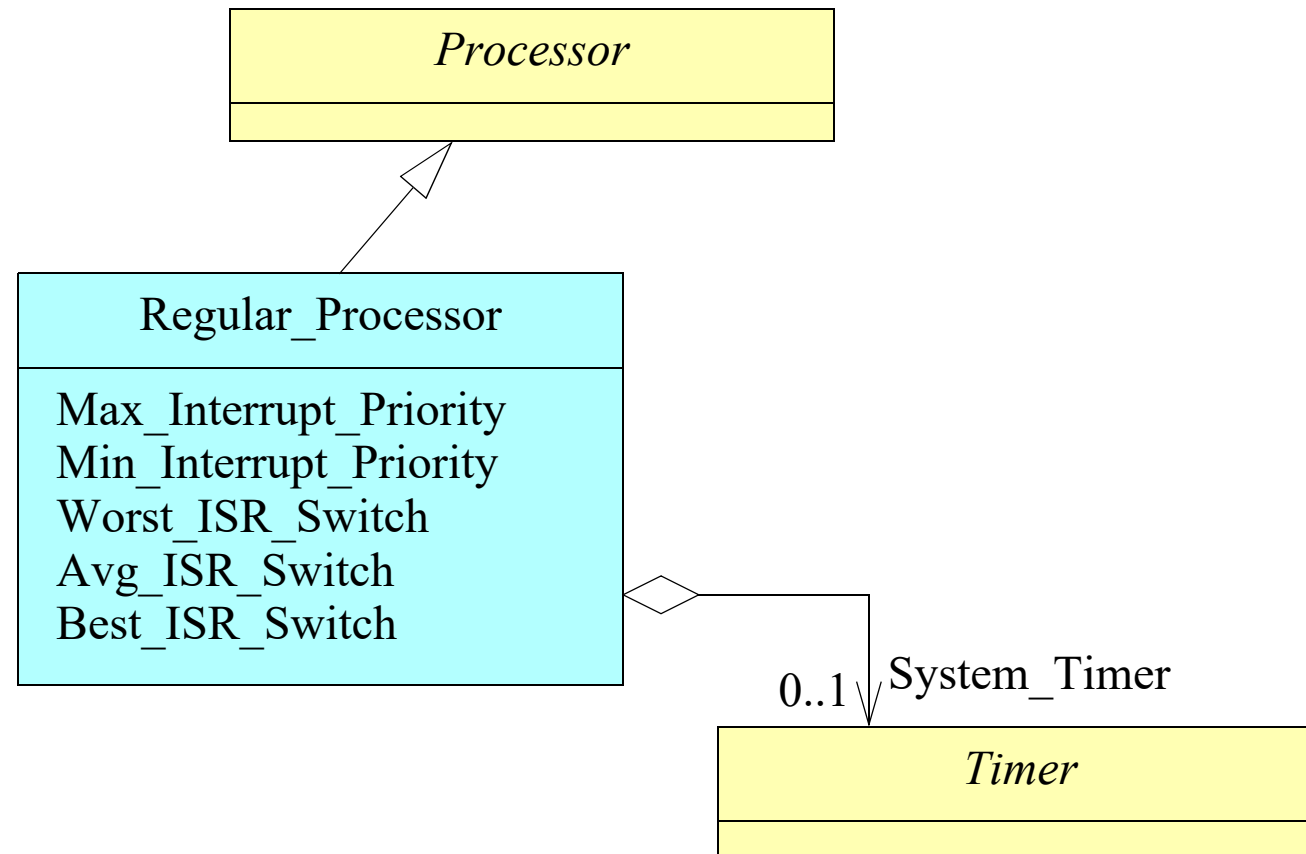 Processor
Regular_Processor
Max_Interrupt_Priority
Min_Interrupt_Priority
Worst_ISR_Switch
Avg_ISR_Switch
Best_ISR_Switch
0..1
System_Timer
Timer